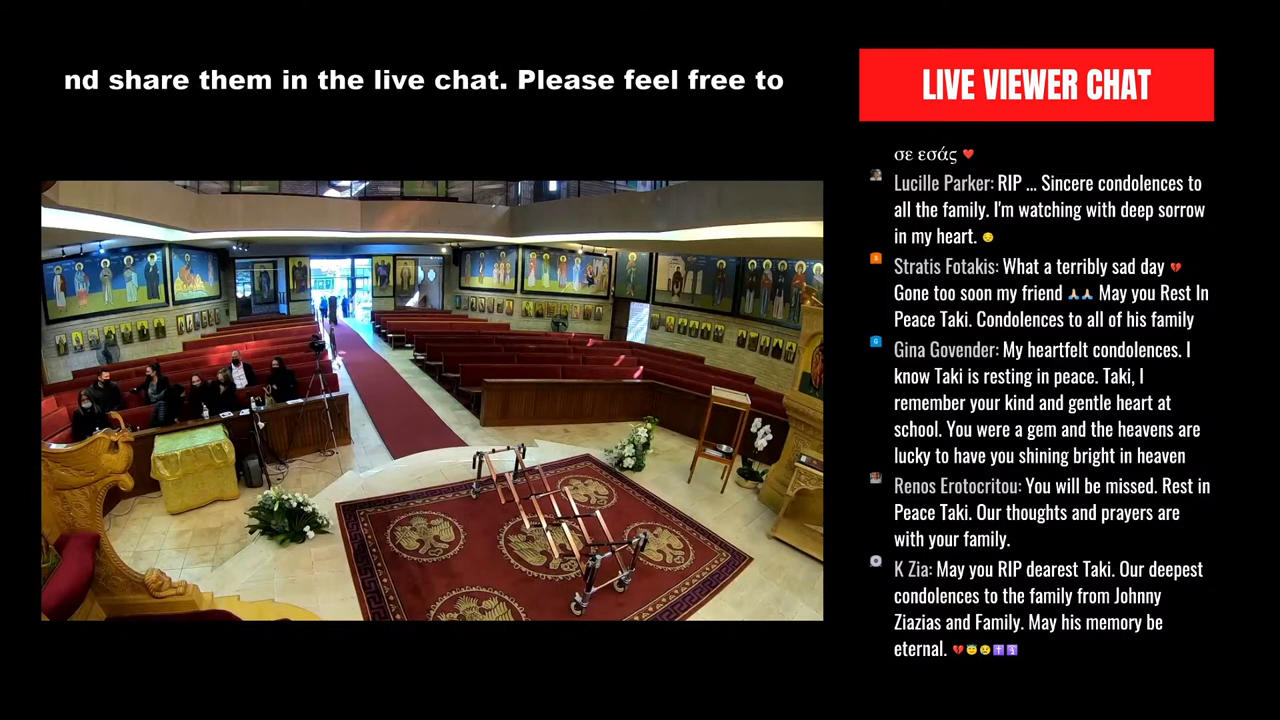 nd share them in the live chat. Please feel free to
LIVE VIEWER CHAT
σε εσάς ❤️
Lucille Parker: RIP ... Sincere condolences to
all the family. I'm watching with deep sorrow
in my heart. 😔
Stratis Fotakis: What a terribly sad day 💔
Gone too soon my friend 🙏🙏 May you Rest In
Peace Taki. Condolences to all of his family
Gina Govender: My heartfelt condolences. I
know Taki is resting in peace. Taki, I
remember your kind and gentle heart at
school. You were a gem and the heavens are
lucky to have you shining bright in heaven
Renos Erotocritou: You will be missed. Rest in
Peace Taki. Our thoughts and prayers are
with your family.
K Zia: May you RIP dearest Taki. Our deepest
condolences to the family from Johnny
Ziazias and Family. May his memory be
eternal. 💔😇😢✝️🛐